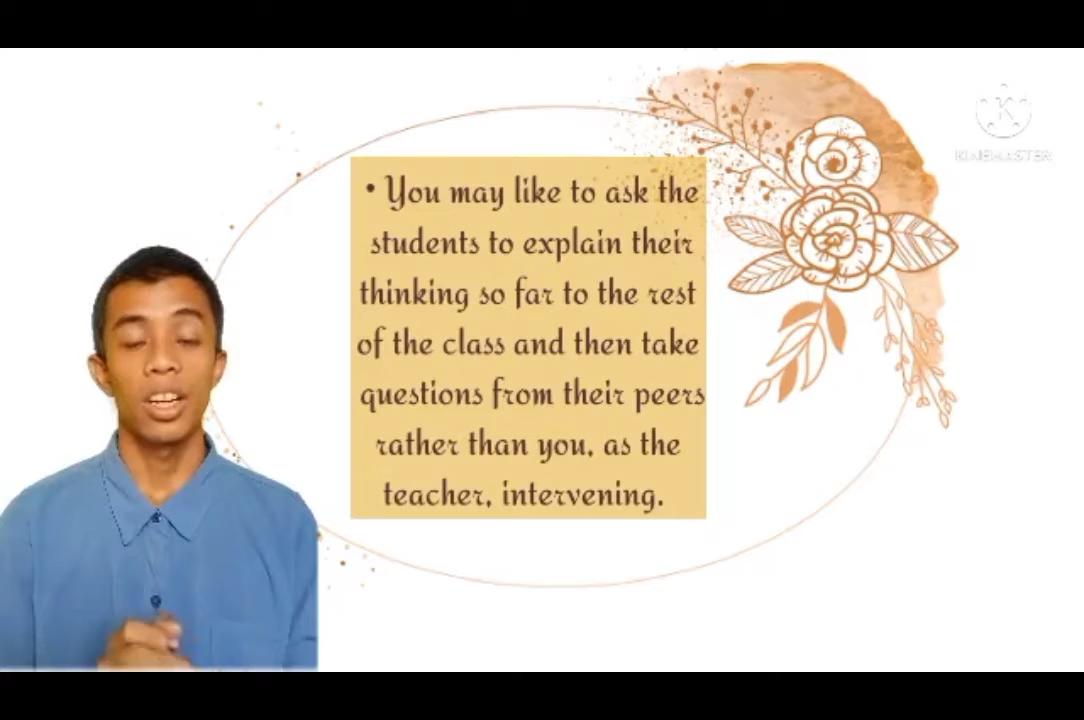 • You may like to ask the
students to explain their
thinking so far to the rest
of the class and then take
questions from their peers
rather than you, as the
teacher, intervening.
K
KINEMASTER